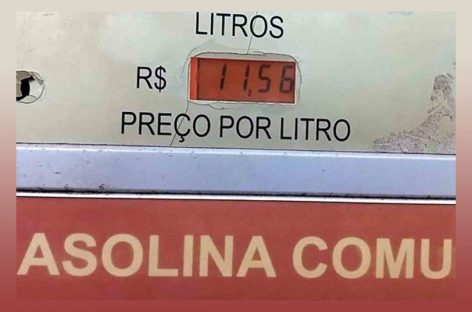 LITROS
R$ 11,56
PREÇO POR LITRO
ASOLINA COMU